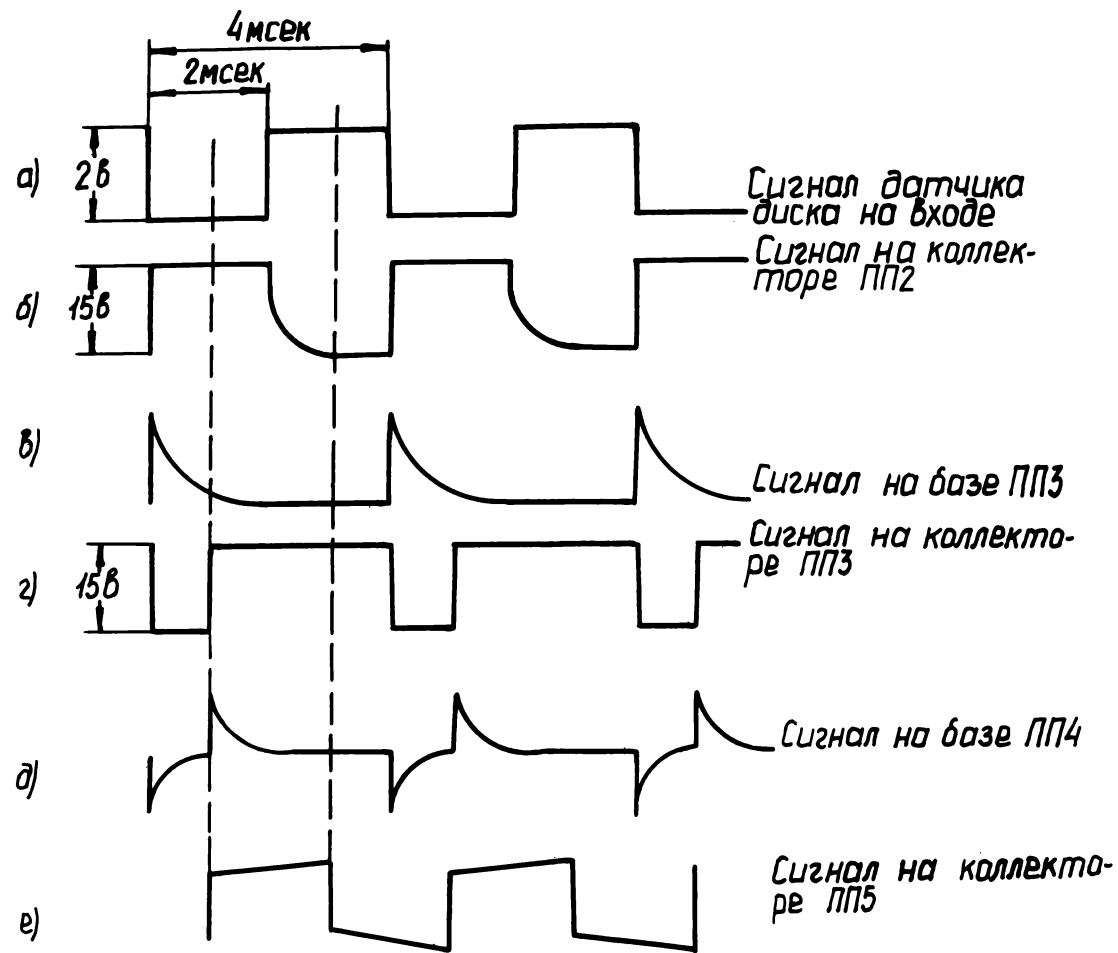 4мсек
2мсек
а)
2в
Сигнал датчика
диска на входе
б)
15в
Сигнал на коллек-
торе ПП2
в)
Сигнал на базе ПП3
г)
15в
Сигнал на коллекто-
ре ПП3
д)
Сигнал на базе ПП4
е)
Сигнал на коллекто-
ре ПП5